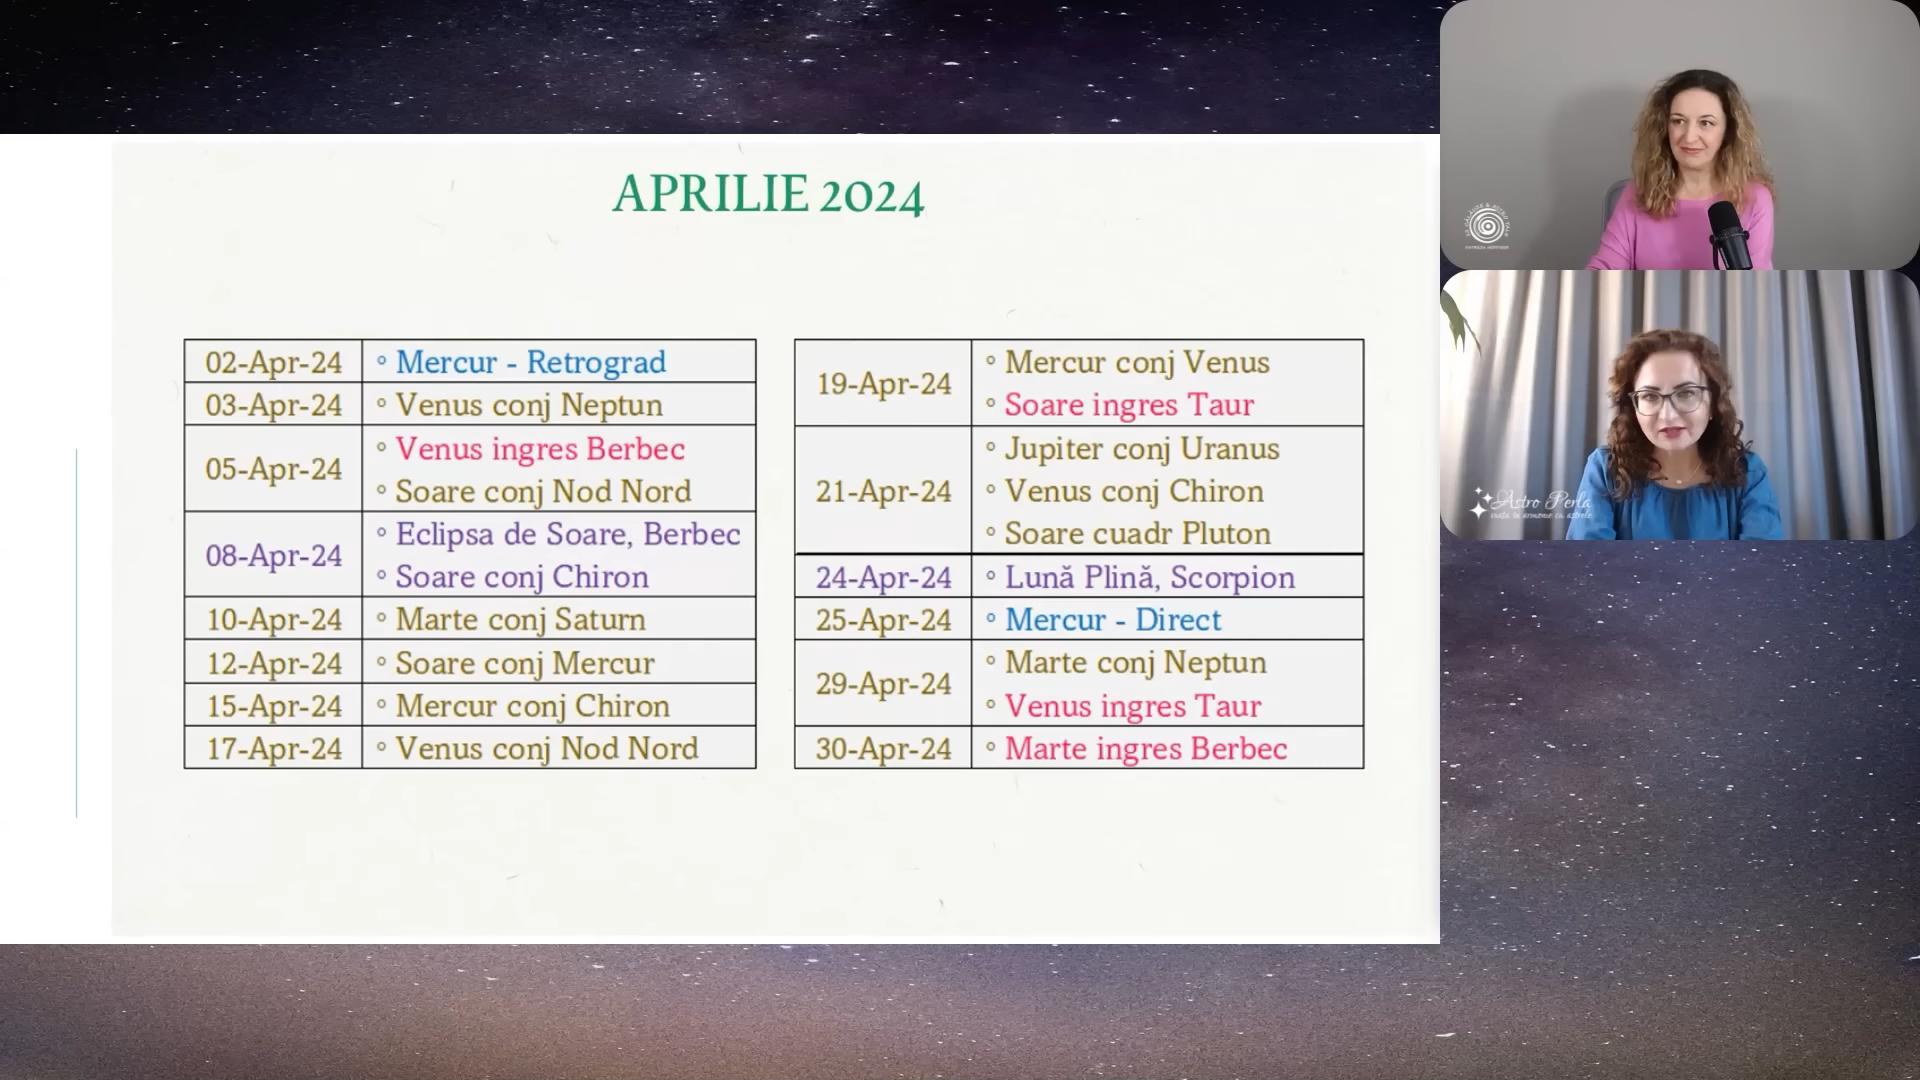 APRILIE 2024
02-Apr-24
◦ Mercur - Retrograd
03-Apr-24
◦ Venus conj Neptun
05-Apr-24
◦ Venus ingres Berbec
◦ Soare conj Nod Nord
08-Apr-24
◦ Eclipsa de Soare, Berbec
◦ Soare conj Chiron
10-Apr-24
◦ Marte conj Saturn
12-Apr-24
◦ Soare conj Mercur
15-Apr-24
◦ Mercur conj Chiron
17-Apr-24
◦ Venus conj Nod Nord
19-Apr-24
◦ Mercur conj Venus
◦ Soare ingres Taur
21-Apr-24
◦ Jupiter conj Uranus
◦ Venus conj Chiron
◦ Soare cuadr Pluton
24-Apr-24
◦ Lună Plină, Scorpion
25-Apr-24
◦ Mercur - Direct
29-Apr-24
◦ Marte conj Neptun
◦ Venus ingres Taur
30-Apr-24
◦ Marte ingres Berbec
Astro Perla
viața în armonie cu astrele